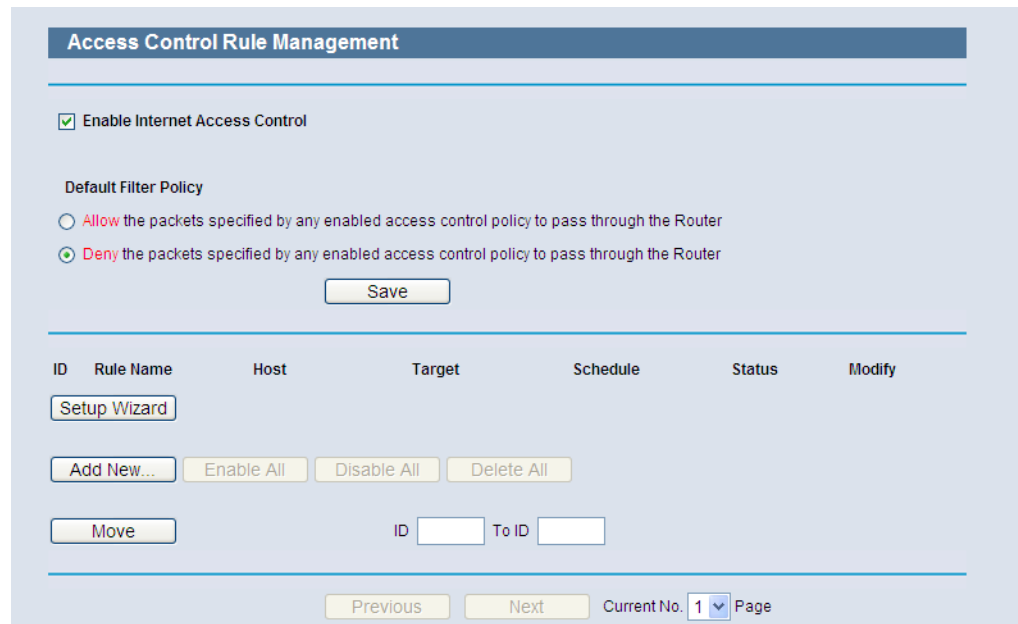 Access Control Rule Management
Enable Internet Access Control
Default Filter Policy
Allow the packets specified by any enabled access control policy to pass through the Router
Deny the packets specified by any enabled access control policy to pass through the Router
Save
ID Rule Name Host Target Schedule Status Modify
Setup Wizard
Add New... Enable All Disable All Delete All
Move ID To ID
Previous Next Current No. 1 Page